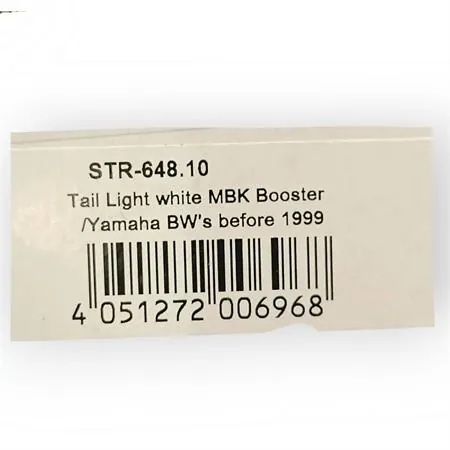 STR-648.10
Tail Light white MBK Booster
/Yamaha BW's before 1999
4 051272 006968